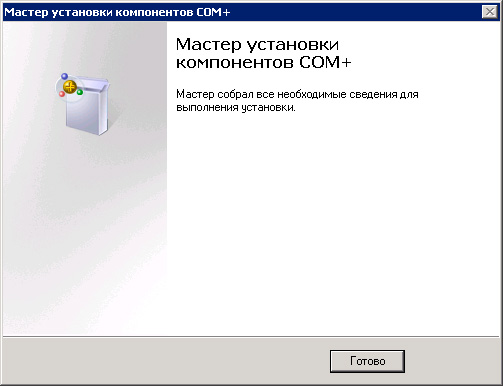 Мастер установки компонентов COM+
Мастер установки
компонентов COM+
Мастер собрал все необходимые сведения для
выполнения установки.
Готово